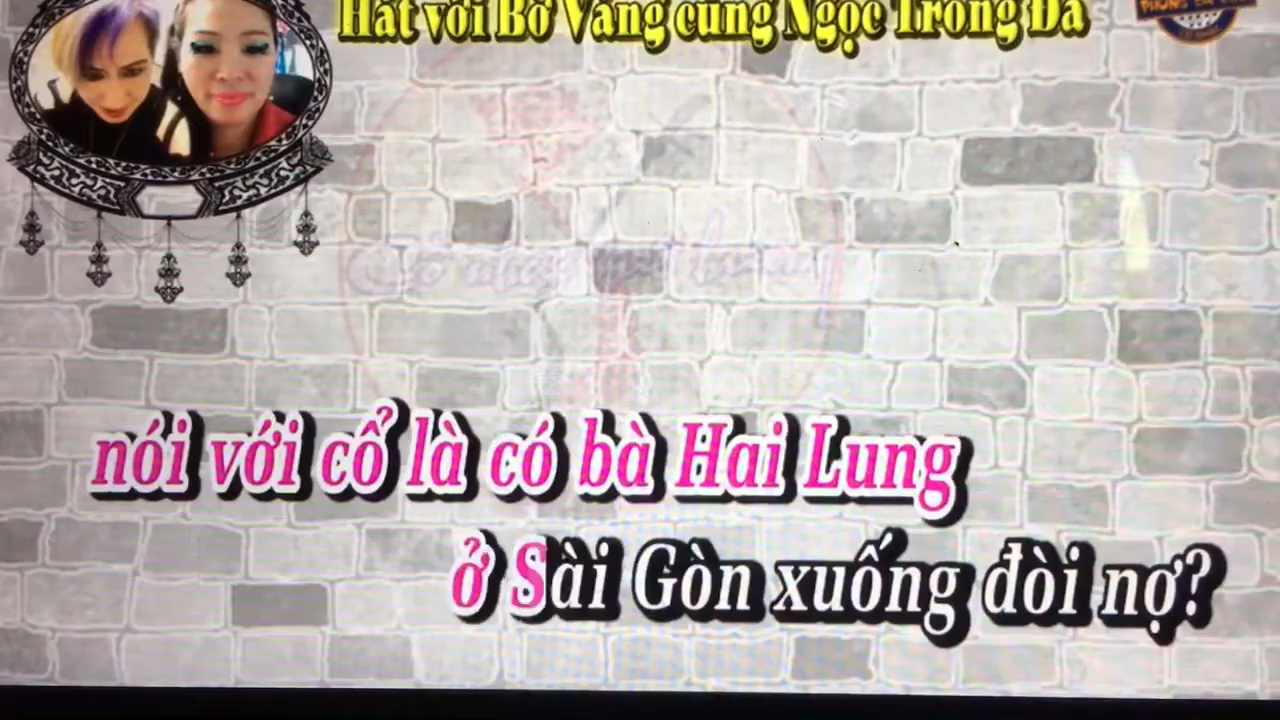 Hát với Bờ Vang cùng Ngọc Trong Đá
nói với cổ là có bà Hai Lung
ở Sài Gòn xuống đòi nợ?